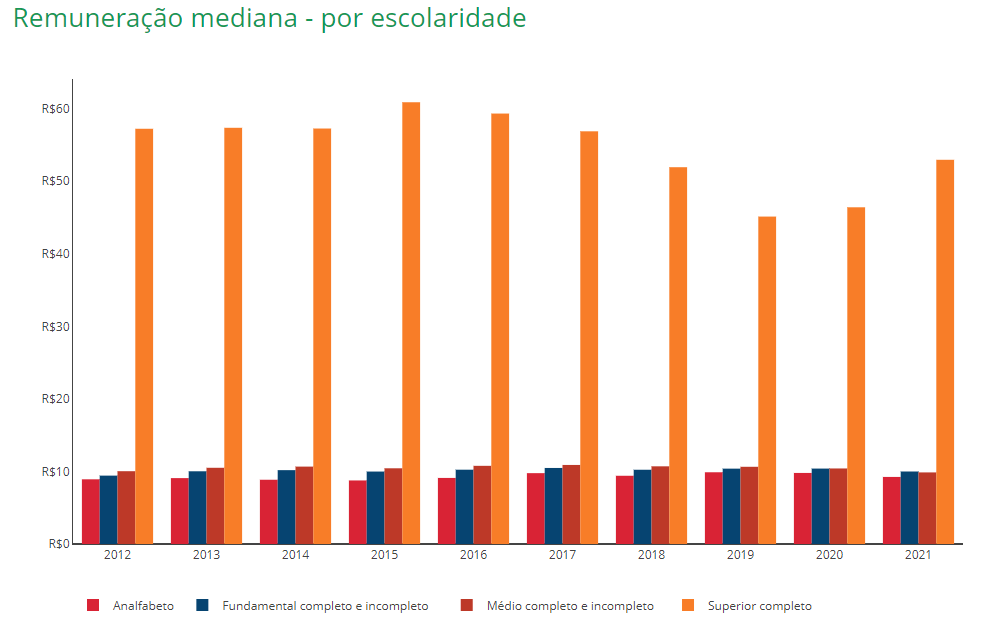 Remuneração mediana - por escolaridade
R$60
R$50
R$40
R$30
R$20
R$10
R$0
2012 2013 2014 2015 2016 2017 2018 2019 2020 2021
Analfabeto Fundamental completo e incompleto Médio completo e incompleto Superior completo